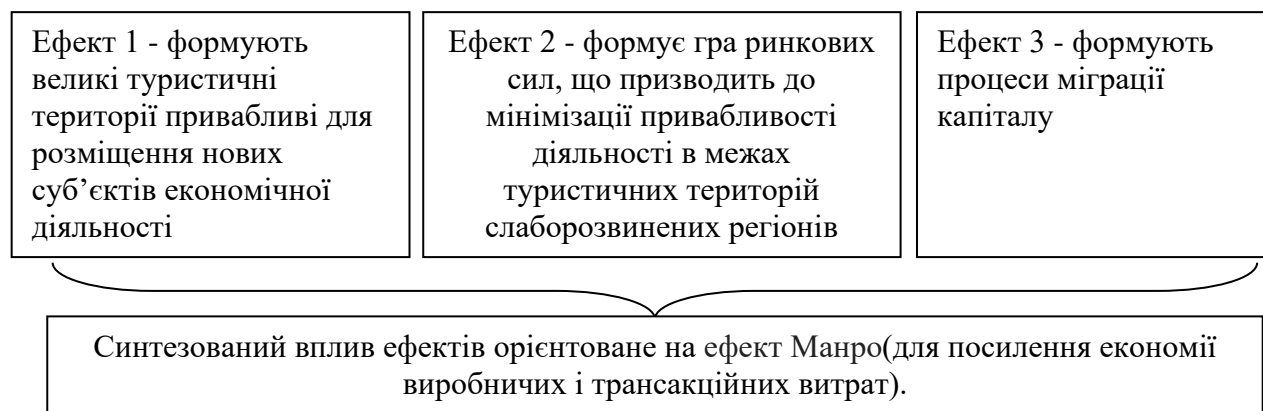 Ефект 1 - формують
великі туристичні
території привабливі для
розміщення нових
суб’єктів економічної
діяльності
Ефект 2 - формує гра ринкових
сил, що призводить до
мінімізації привабливості
діяльності в межах
туристичних територій
слаборозвинених регіонів
Ефект 3 - формують
процеси міграції
капіталу
Синтезований вплив ефектів орієнтоване на ефект Манро(для посилення економії
виробничих і трансакційних витрат).